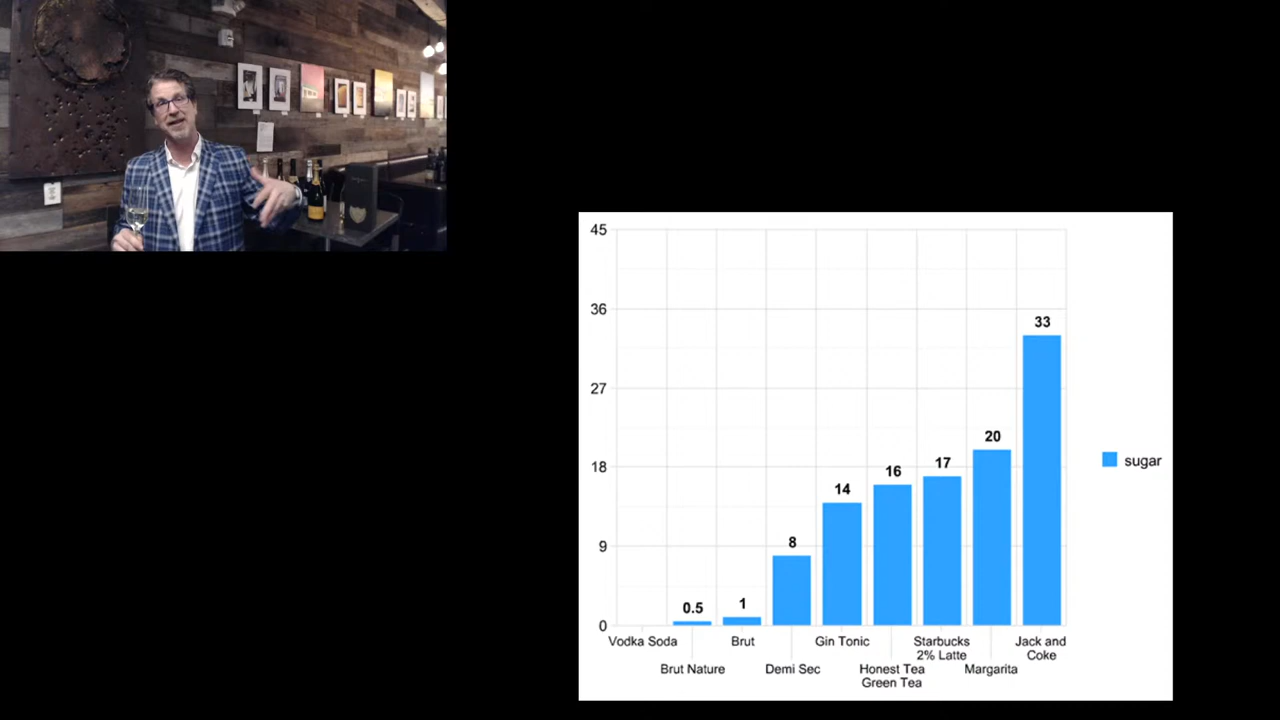 45
36
33
27
20
18
17
16
14
sugar
9
8
0.5
1
0
Vodka Soda
Brut
Gin Tonic
Starbucks
2% Latte
Jack and
Coke
Brut Nature
Demi Sec
Honest Tea
Green Tea
Margarita